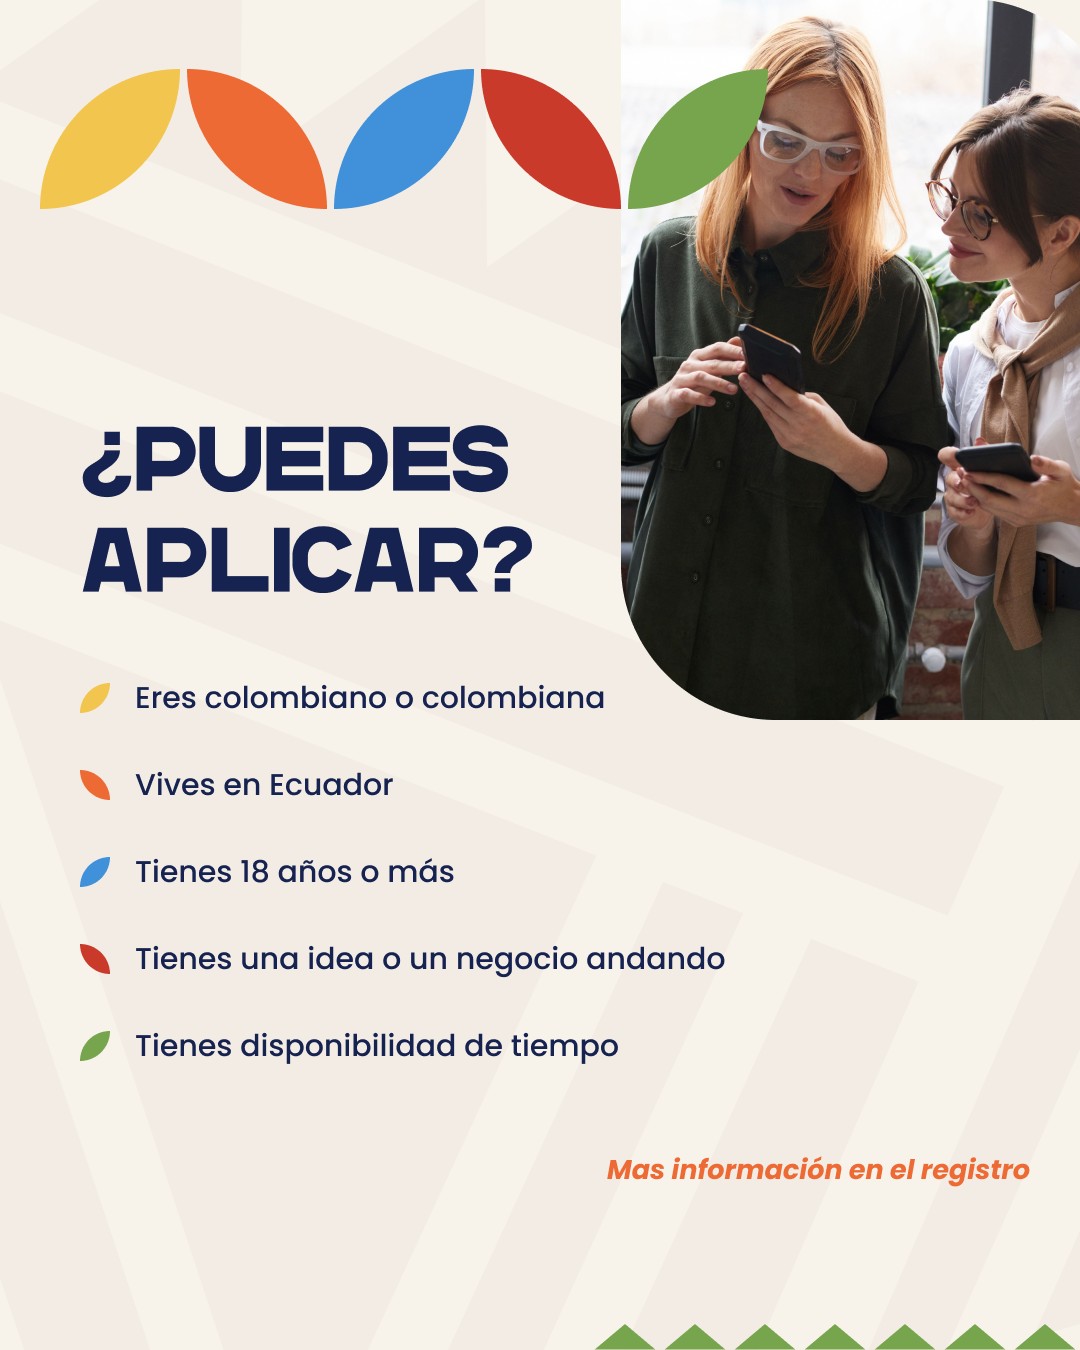 ¿PUEDES
APLICAR?
Eres colombiano o colombiana
Vives en Ecuador
Tienes 18 años o más
Tienes una idea o un negocio andando
Tienes disponibilidad de tiempo
Mas información en el registro